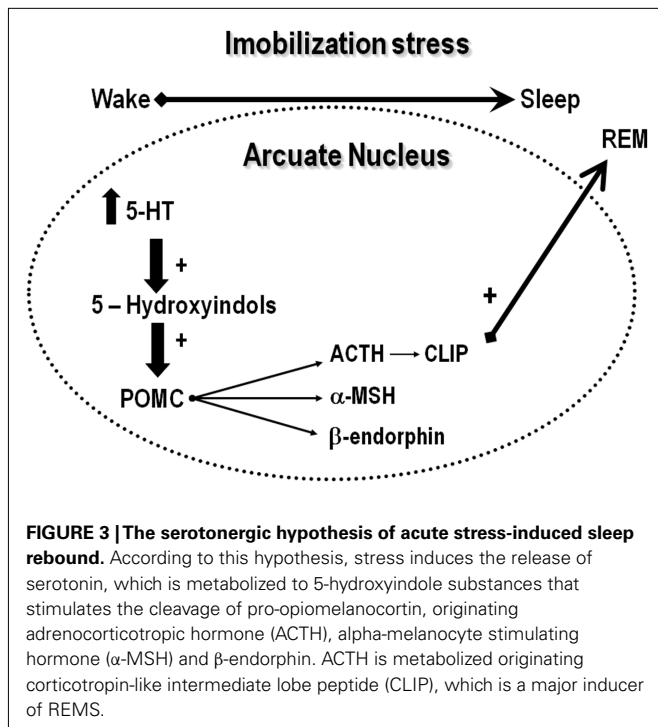 Imobilization stress
Wake
Sleep
REM
Arcuate Nucleus
5-HT
+
5 – Hydroxyindols
+
POMC
ACTH
CLIP
α-MSH
β-endorphin
+
FIGURE 3 | The serotonergic hypothesis of acute stress-induced sleep
rebound. According to this hypothesis, stress induces the release of
serotonin, which is metabolized to 5-hydroxyindole substances that
stimulates the cleavage of pro-opiomelanocortin, originating
adrenocorticotropic hormone (ACTH), alpha-melanocyte stimulating
hormone (α-MSH) and β-endorphin. ACTH is metabolized originating
corticotropin-like intermediate lobe peptide (CLIP), which is a major inducer
of REMS.